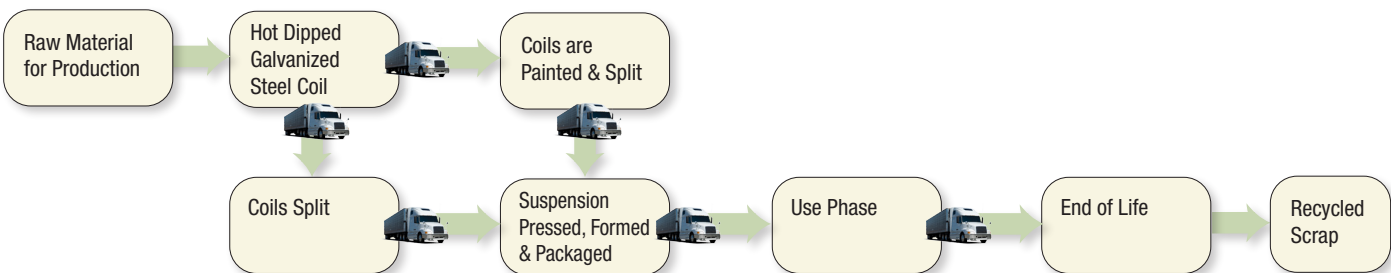 Raw Material
for Production
Hot Dipped
Galvanized
Steel Coil
Coils are
Painted & Split
Coils Split
Suspension
Pressed, Formed
& Packaged
Use Phase
End of Life
Recycled
Scrap